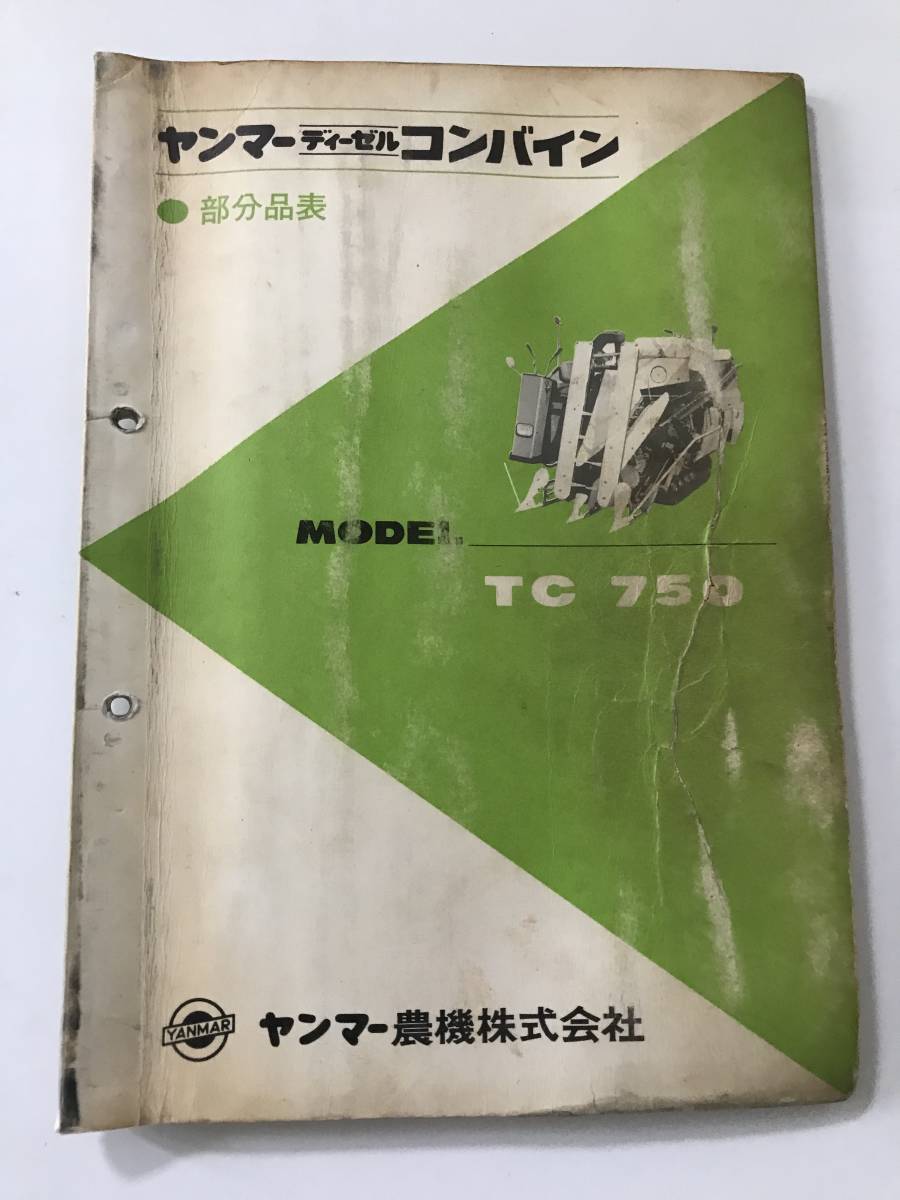 ヤンマーディーゼルコンバイン
● 部分品表
MODEL
TC 750
YANMAR
ヤンマー農機株式会社